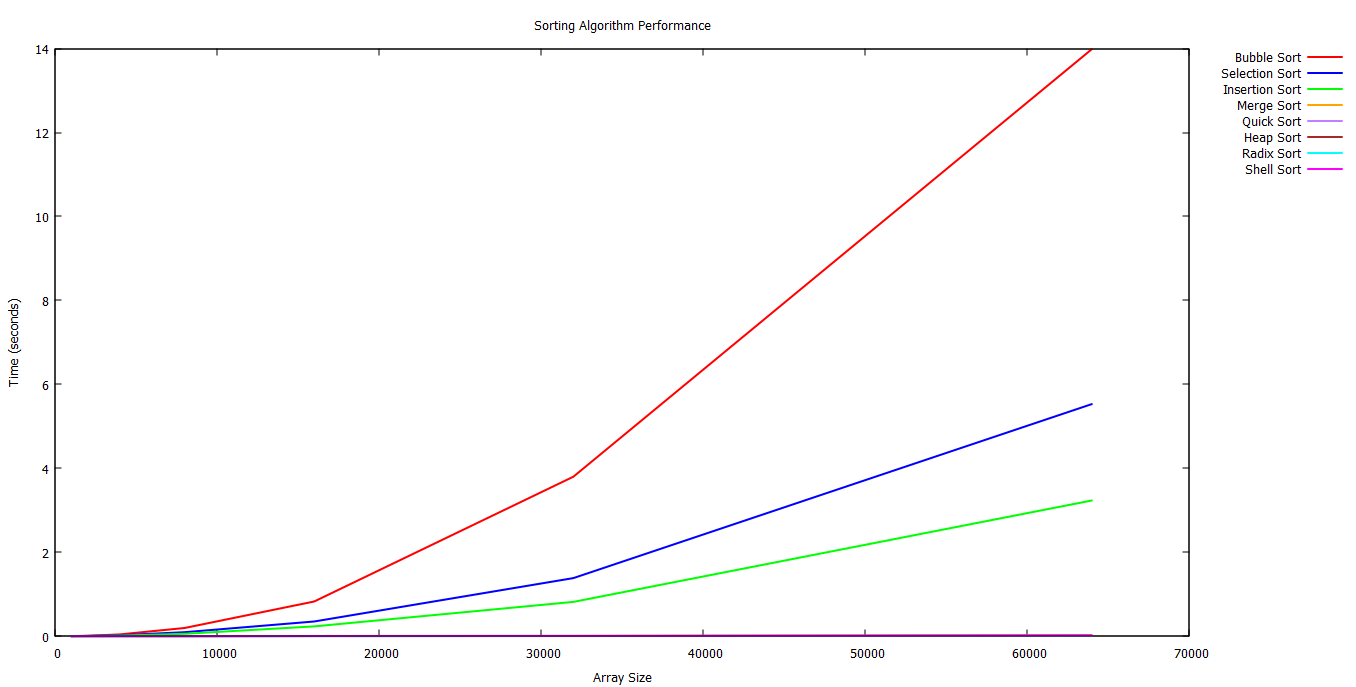 Sorting Algorithm Performance
14
12
10
8
6
4
2
0
Time (seconds)
0 10000 20000 30000 40000 50000 60000 70000
Array Size
Bubble Sort
Selection Sort
Insertion Sort
Merge Sort
Quick Sort
Heap Sort
Radix Sort
Shell Sort